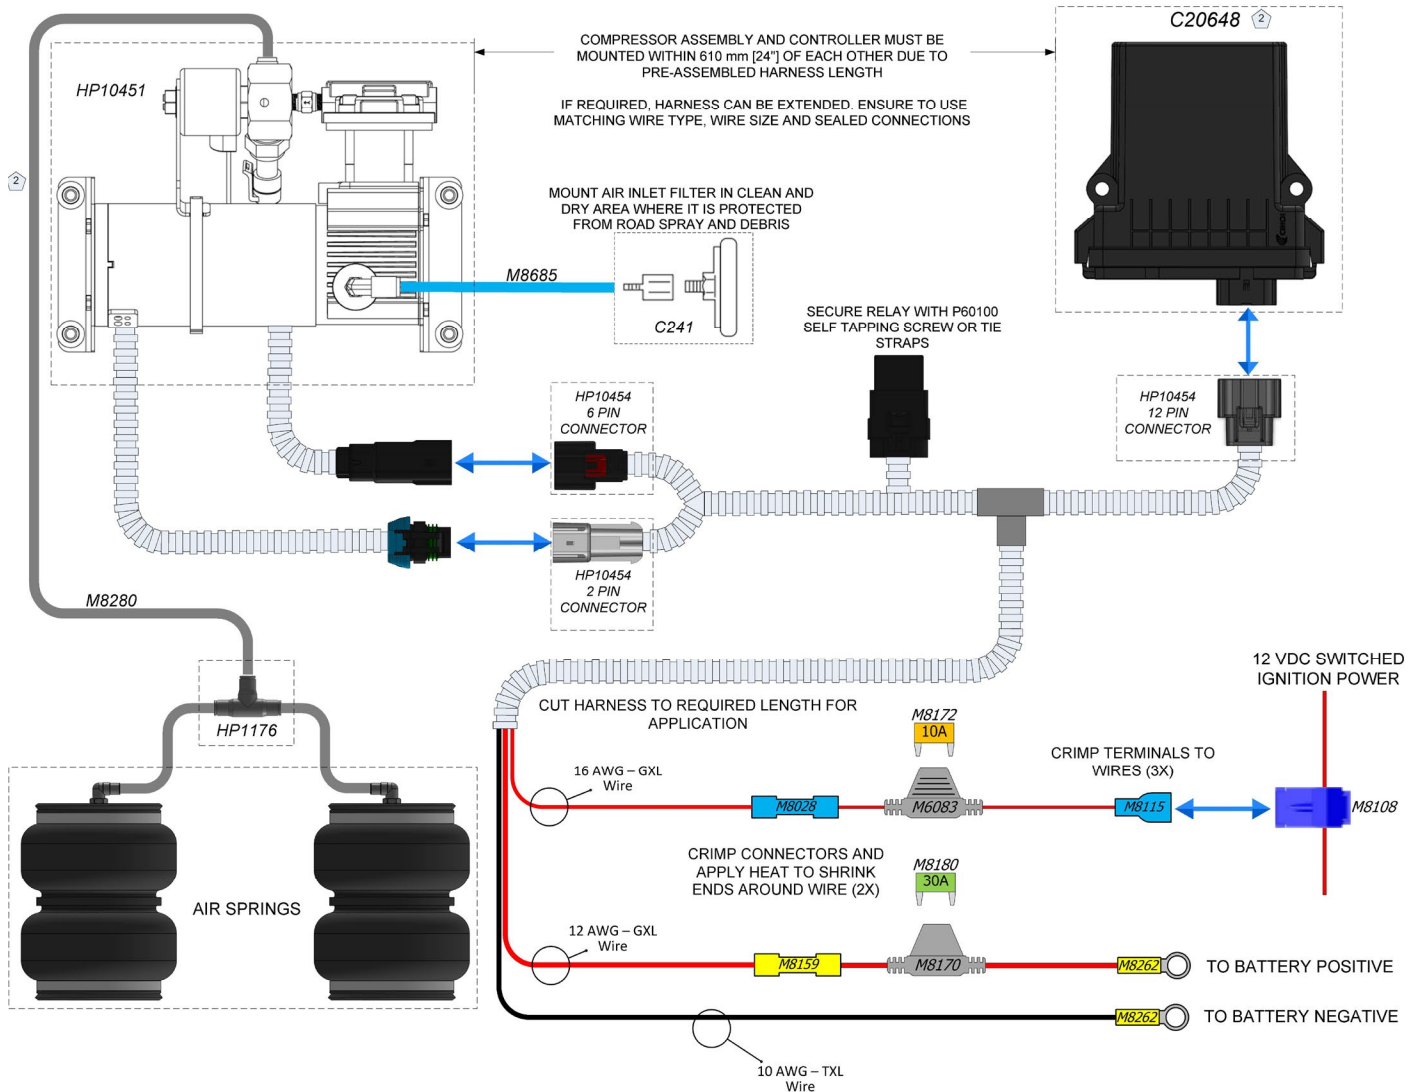 C20648 2
COMPRESSOR ASSEMBLY AND CONTROLLER MUST BE
MOUNTED WITHIN 610 mm [24"] OF EACH OTHER DUE TO
PRE-ASSEMBLED HARNESS LENGTH
IF REQUIRED, HARNESS CAN BE EXTENDED. ENSURE TO USE
MATCHING WIRE TYPE, WIRE SIZE AND SEALED CONNECTIONS
HP10451
2
MOUNT AIR INLET FILTER IN CLEAN AND
DRY AREA WHERE IT IS PROTECTED
FROM ROAD SPRAY AND DEBRIS
M8685
C241
SECURE RELAY WITH P60100
SELF TAPPING SCREW OR TIE
STRAPS
HP10454
6 PIN
CONNECTOR
HP10454
12 PIN
CONNECTOR
HP10454
2 PIN
CONNECTOR
M8280
HP1176
AIR SPRINGS
12 VDC SWITCHED
IGNITION POWER
CUT HARNESS TO REQUIRED LENGTH FOR
APPLICATION
M8172
10A
CRIMP TERMINALS TO
WIRES (3X)
16 AWG – GXL
Wire
M8028
M6083
M8115
M8108
CRIMP CONNECTORS AND
APPLY HEAT TO SHRINK
ENDS AROUND WIRE (2X)
M8180
30A
12 AWG – GXL
Wire
M8159
M8170
M8262
TO BATTERY POSITIVE
M8262
TO BATTERY NEGATIVE
10 AWG – TXL
Wire